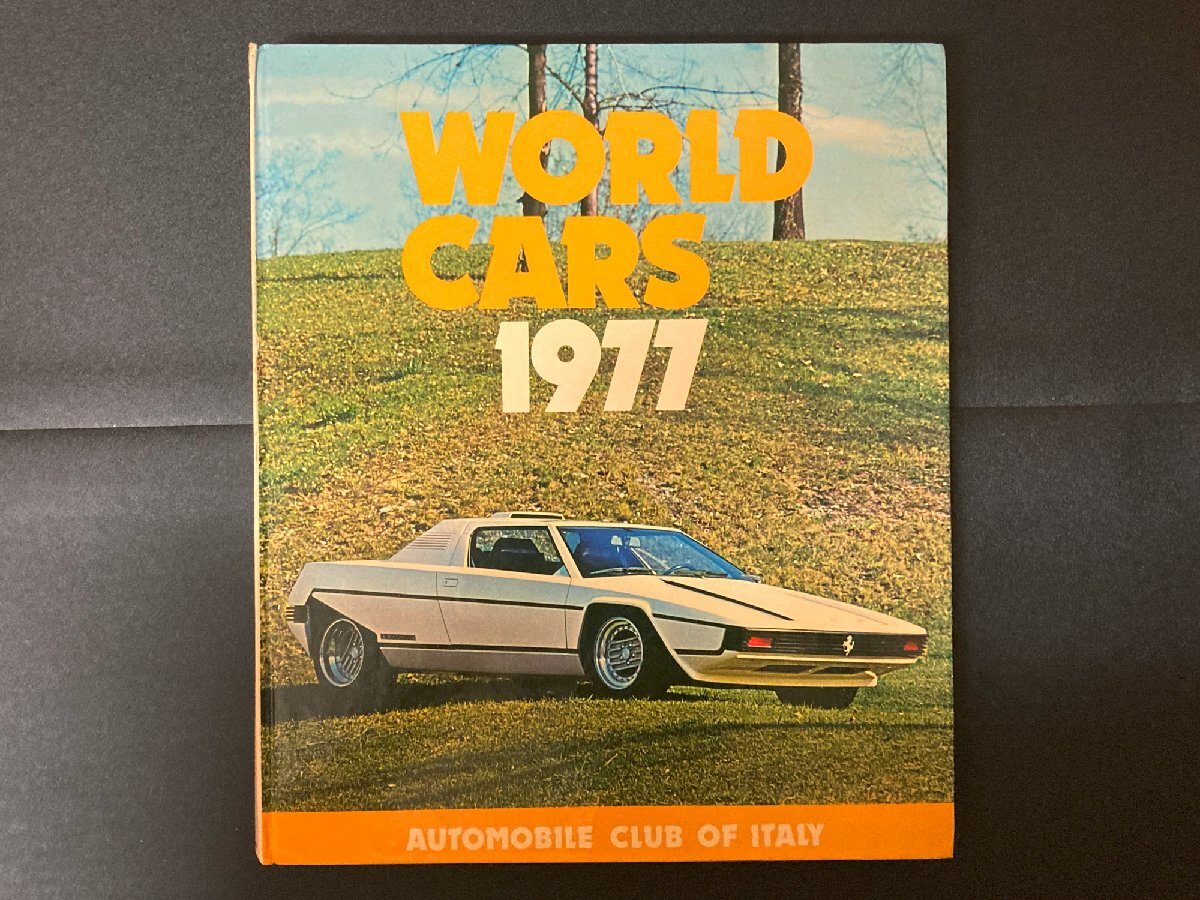 WORLD
CARS
1977
AUTOMOBILE CLUB OF ITALY